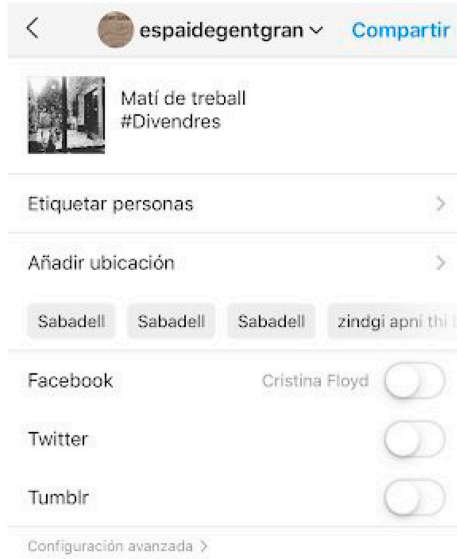 espaidegentgran Compartir
Matí de treball
#Divendres
Etiquetar personas
Añadir ubicación
Sabadell Sabadell Sabadell zindgi apni thi
Facebook Cristina Floyd
Twitter
Tumblr
Configuración avanzada